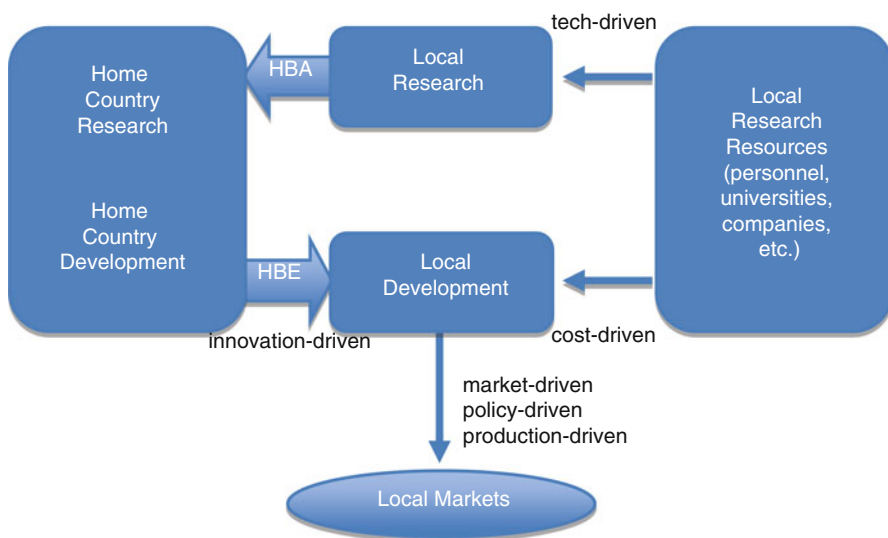 tech-driven
Home
Country
Research
HBA
Local
Research
Local
Research
Resources
(personnel,
universities,
companies,
etc.)
Home
Country
Development
HBE
Local
Development
innovation-driven
cost-driven
market-driven
policy-driven
production-driven
Local Markets